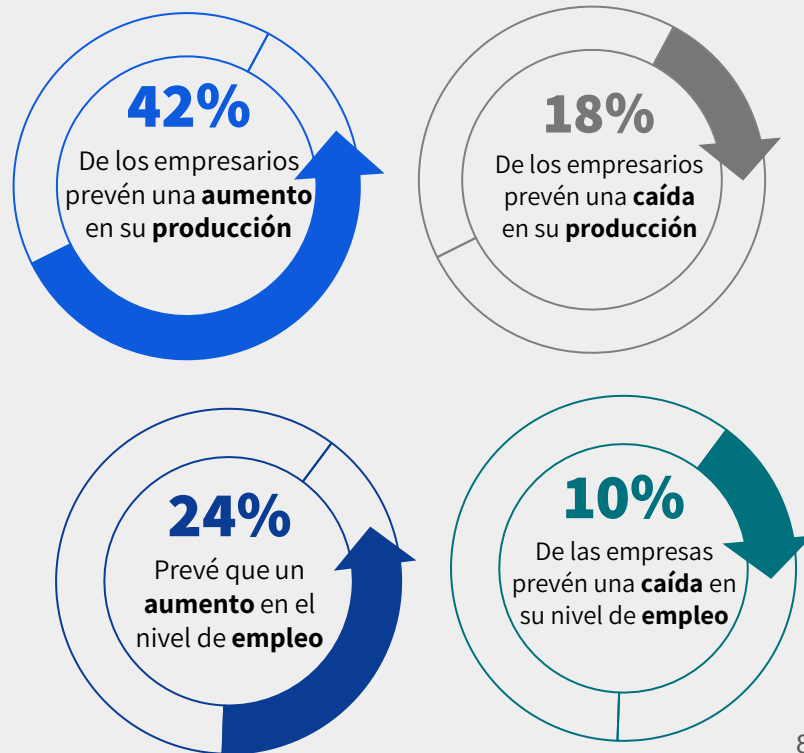 42%
De los empresarios
prevén una aumento
en su producción
18%
De los empresarios
prevén una caída
en su producción
24%
Prevé que un
aumento en el
nivel de empleo
10%
De las empresas
prevén una caída en
su nivel de empleo
8